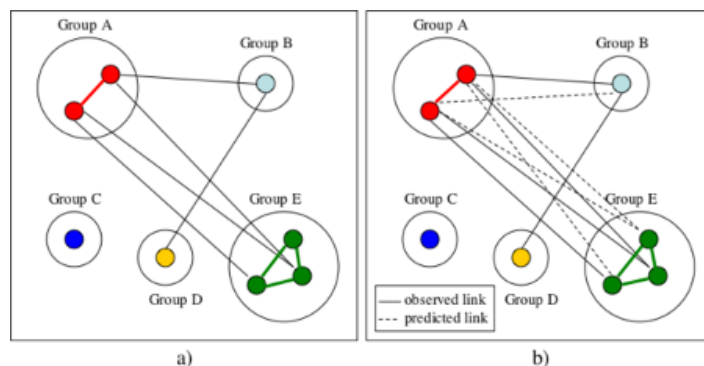 Group A
Group B
Group C
Group E
Group D
a)
Group A
Group B
Group C
Group E
Group D
observed link
predicted link
b)